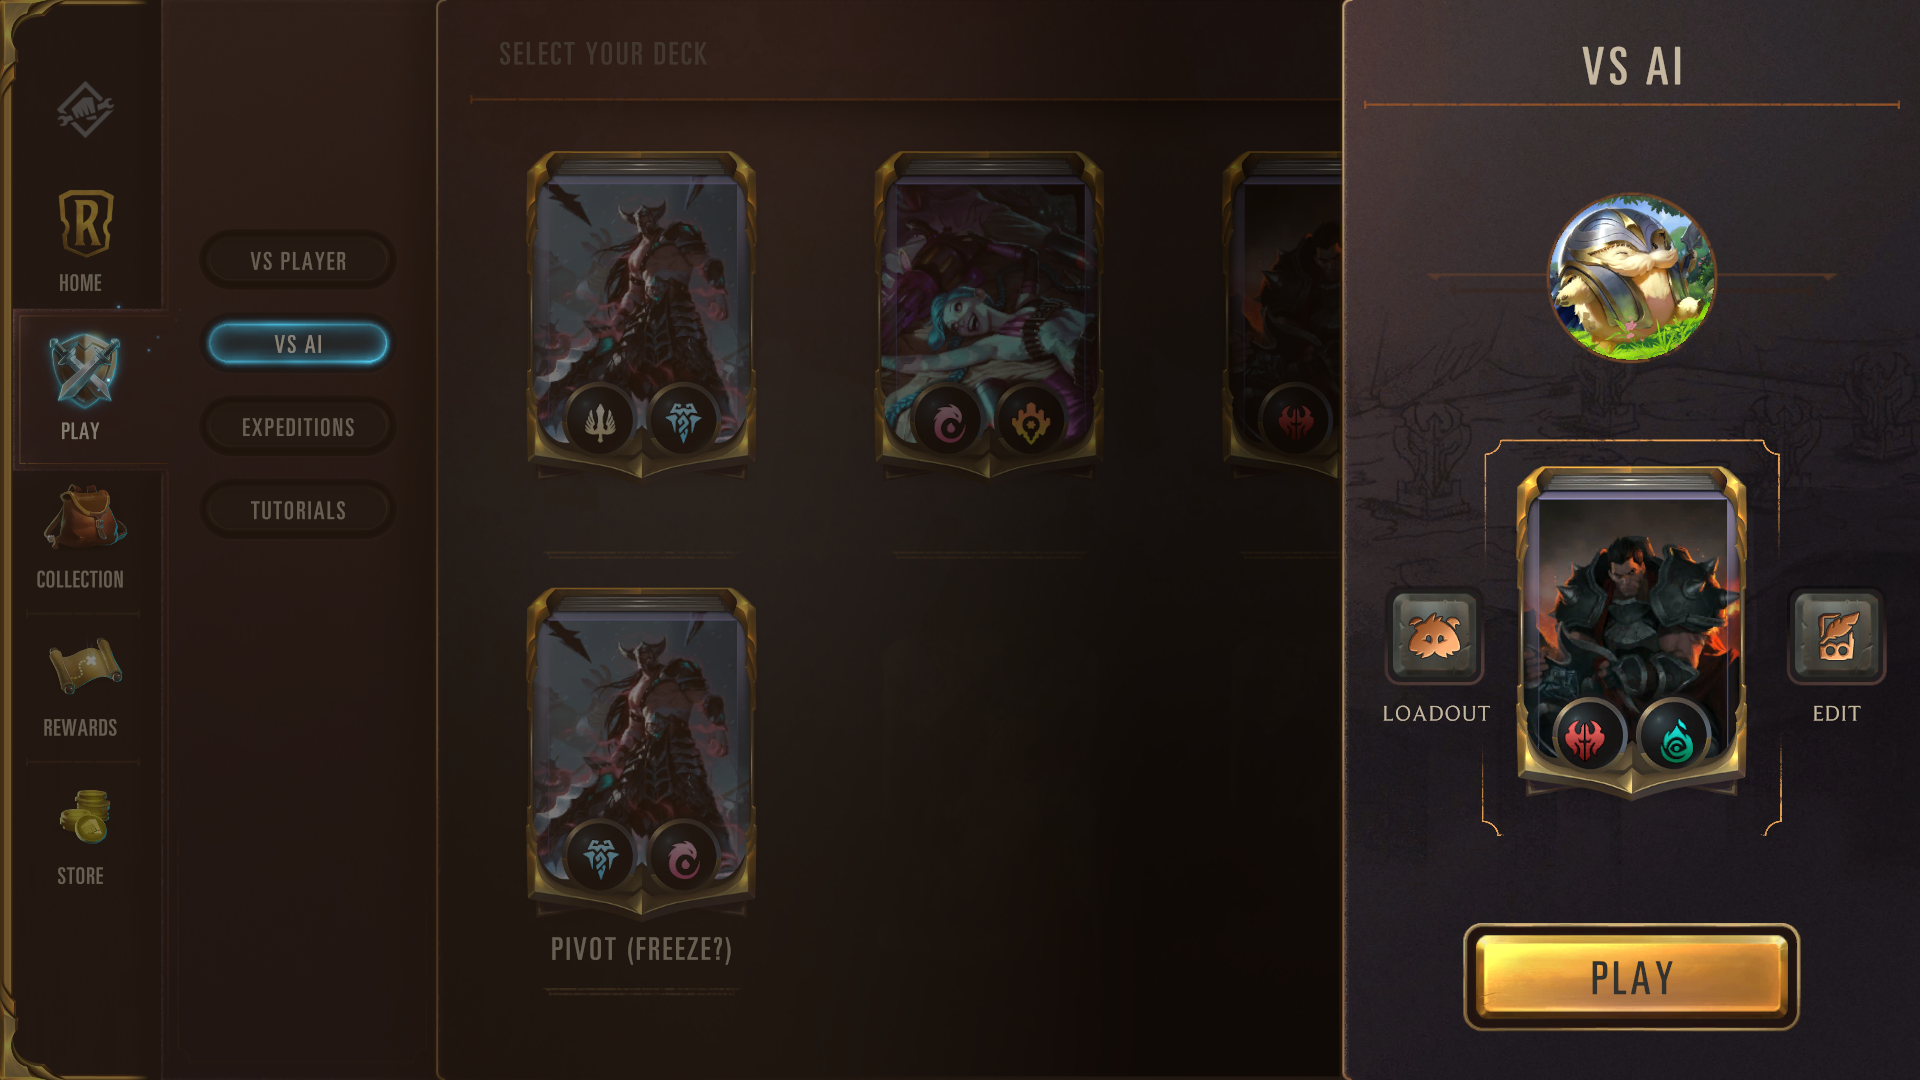 SELECT YOUR DECK
VS AI
R
HOME
VS PLAYER
VS AI
PLAY
EXPEDITIONS
TUTORIALS
COLLECTION
REWARDS
LOADOUT
EDIT
STORE
PIVOT (FREEZE?)
PLAY